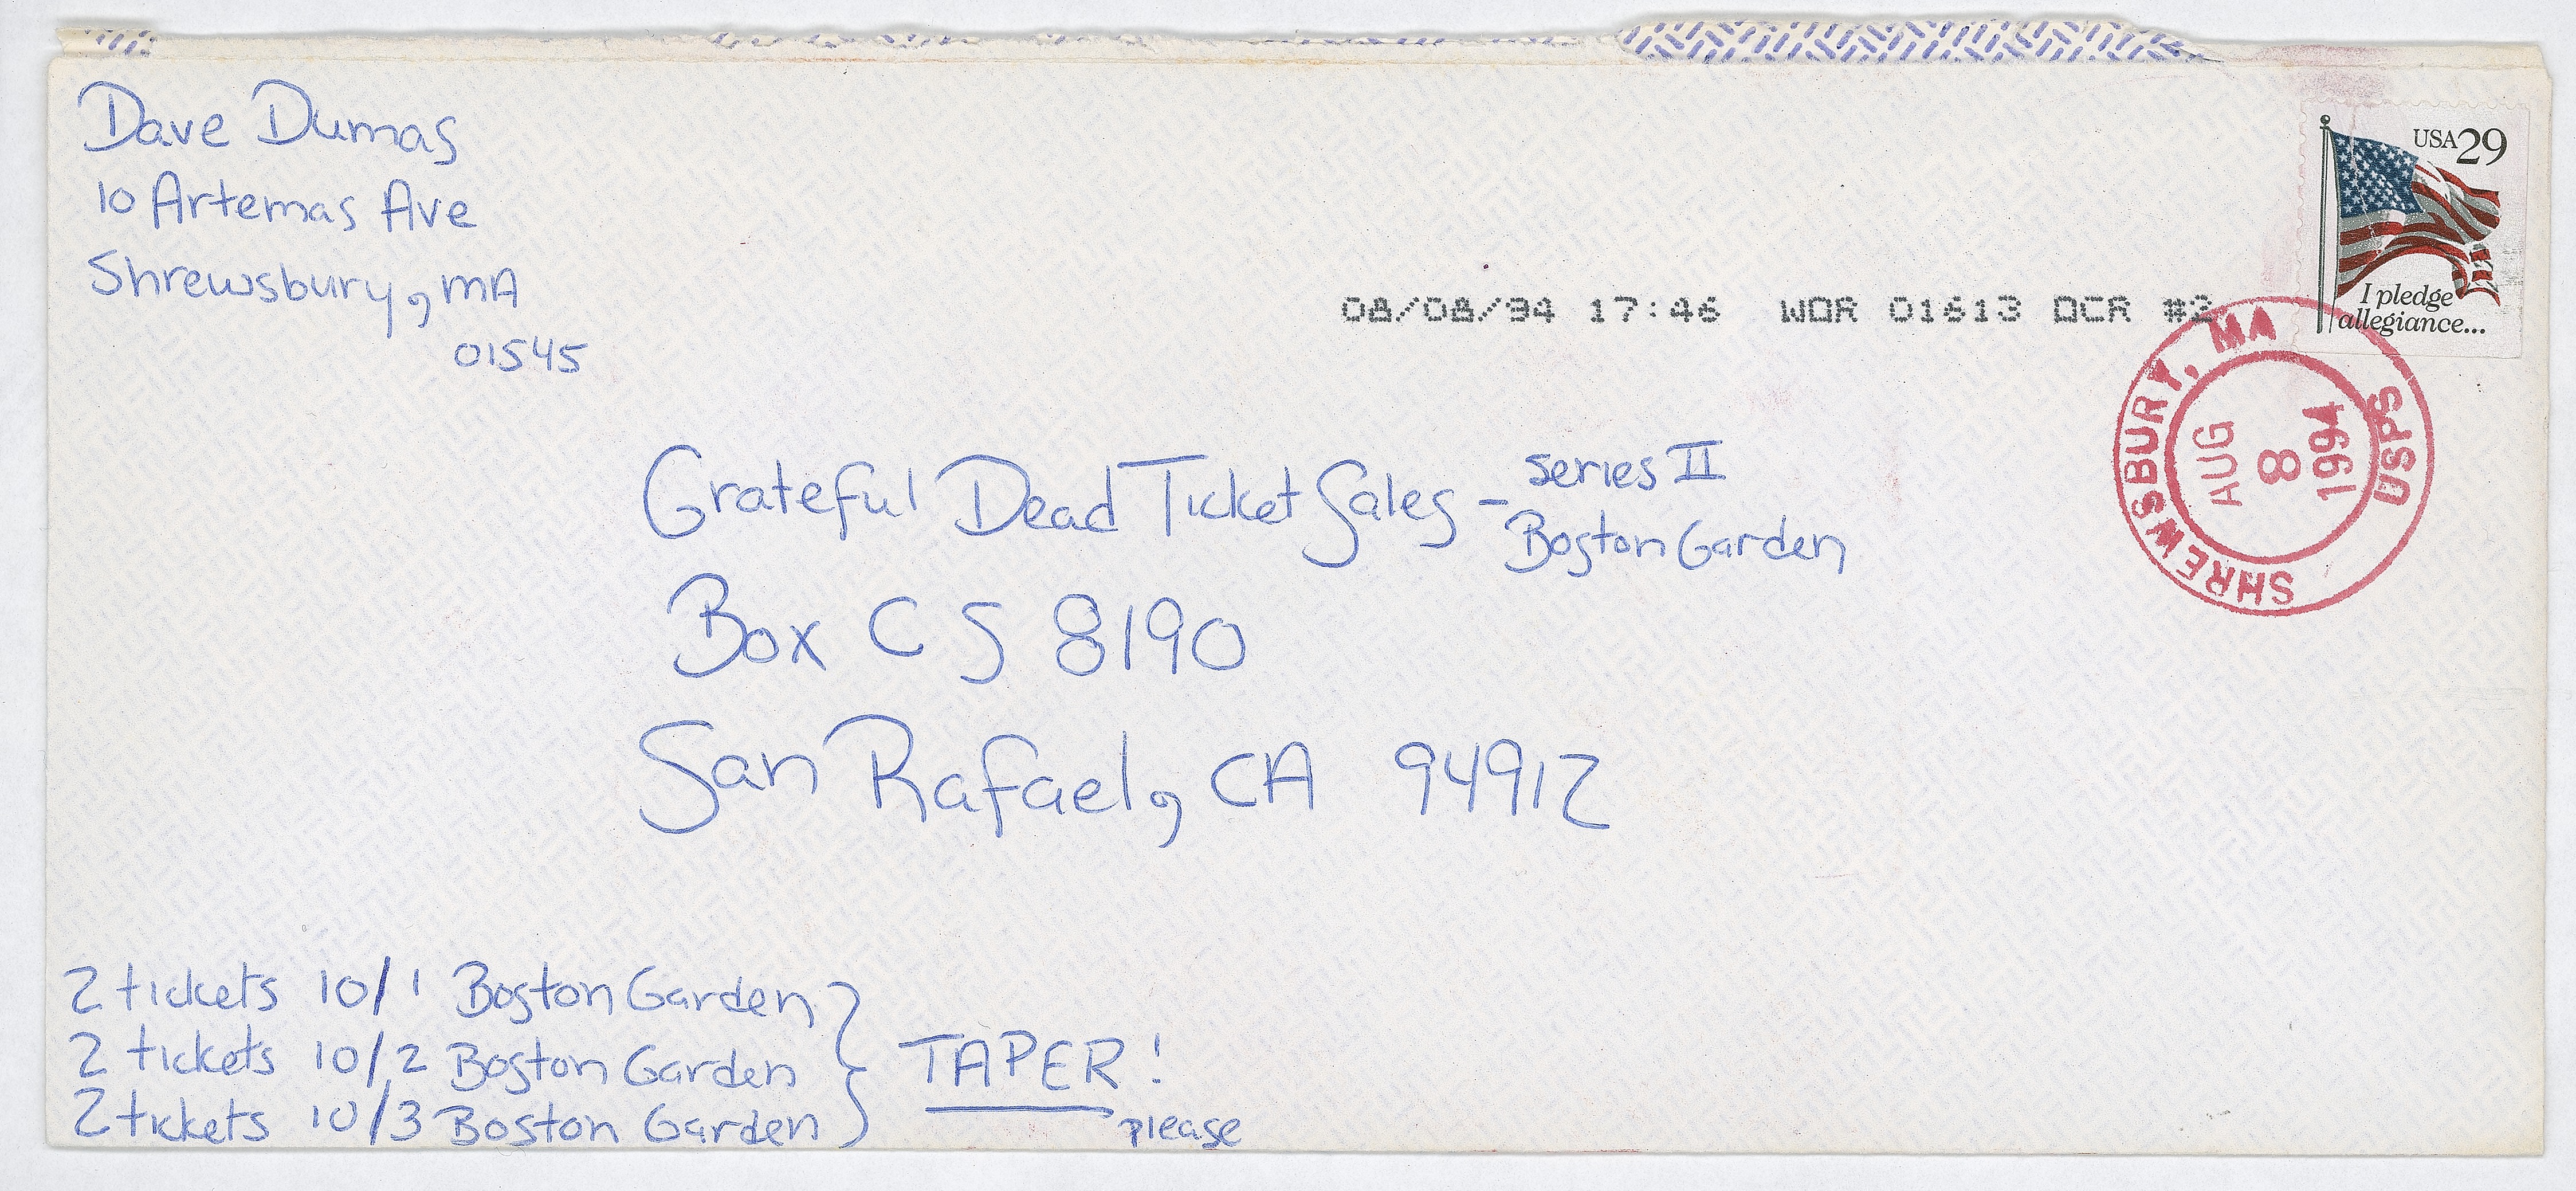 Dave Dumas
10 Artemas Ave
Shrewsbury, MA
01545
USA 29
I pledge
allegiance...
08/08/94 17:46 WOR 01613 OCR #2
SHREWSBURY, MA
AUG
8
1994
USPS
Grateful Dead Ticket Sales - series II
Boston Garden
Box CS 8190
San Rafael, CA 94912
2 tickets 10/1 Boston Garden
2 tickets 10/2 Boston Garden
2 tickets 10/3 Boston Garden
TAPER!
please